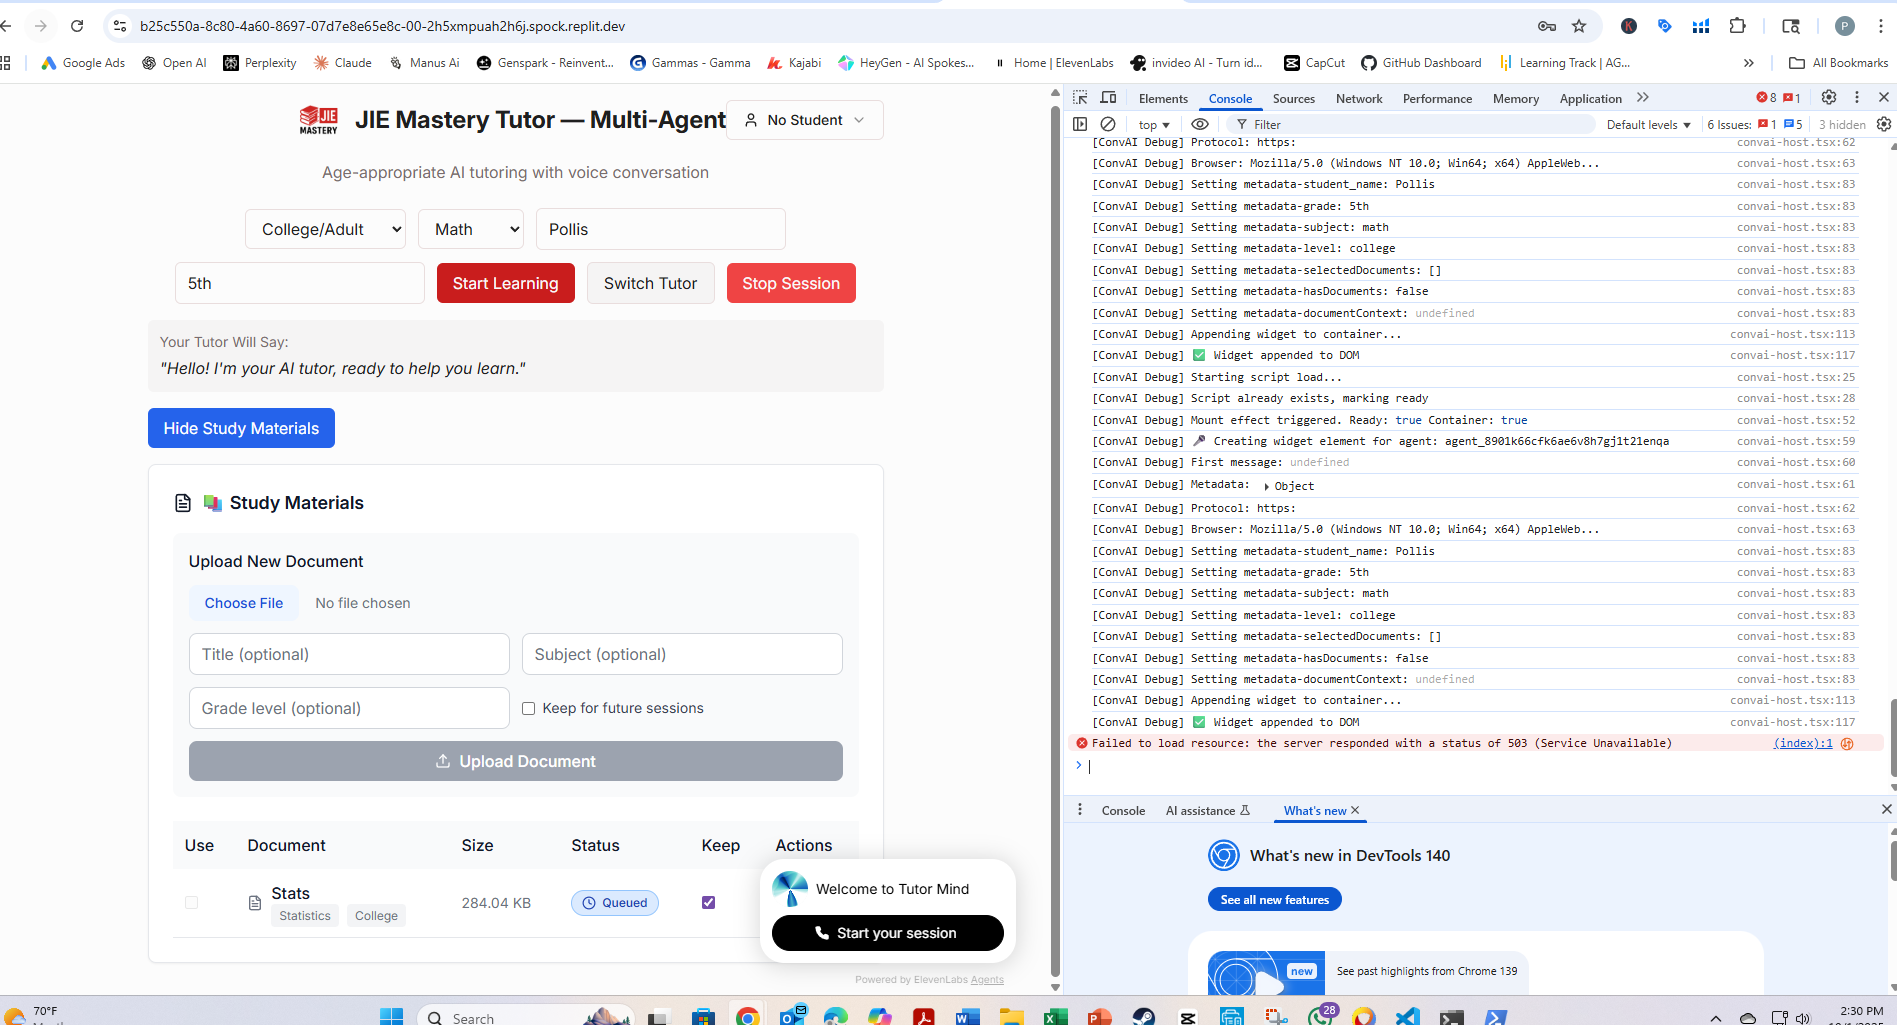 b25c550a-8c80-4a60-8697-07d7e8e65e8c-00-2h5xmpuah2h6j.spock.replit.dev
K
P
Google Ads
Open AI
Perplexity
Claude
Manus Ai
Genspark - Reinvent...
Gammas - Gamma
Kajabi
HeyGen - AI Spokes...
Home | ElevenLabs
invideo AI - Turn id...
CapCut
GitHub Dashboard
Learning Track | AG...
»
All Bookmarks
JIE MASTERY
JIE Mastery Tutor — Multi-Agent
No Student
Age-appropriate AI tutoring with voice conversation
College/Adult
Math
Pollis
5th
Start Learning
Switch Tutor
Stop Session
Your Tutor Will Say:
"Hello! I'm your AI tutor, ready to help you learn."
Hide Study Materials
Study Materials
Upload New Document
Choose File No file chosen
Title (optional)
Subject (optional)
Grade level (optional)
Keep for future sessions
Upload Document
Use Document Size Status Keep Actions
Stats
Statistics College
284.04 KB
Queued
Welcome to Tutor Mind
Start your session
Powered by ElevenLabs Agents
Elements Console Sources Network Performance Memory Application 8 1
top Filter Default levels 6 Issues: 1 5 3 hidden
[ConvAI Debug] Protocol: https: convai-host.tsx:62
[ConvAI Debug] Browser: Mozilla/5.0 (Windows NT 10.0; Win64; x64) AppleWeb... convai-host.tsx:63
[ConvAI Debug] Setting metadata-student_name: Pollis convai-host.tsx:83
[ConvAI Debug] Setting metadata-grade: 5th convai-host.tsx:83
[ConvAI Debug] Setting metadata-subject: math convai-host.tsx:83
[ConvAI Debug] Setting metadata-level: college convai-host.tsx:83
[ConvAI Debug] Setting metadata-selectedDocuments: [] convai-host.tsx:83
[ConvAI Debug] Setting metadata-hasDocuments: false convai-host.tsx:83
[ConvAI Debug] Setting metadata-documentContext: undefined convai-host.tsx:83
[ConvAI Debug] Appending widget to container... convai-host.tsx:113
[ConvAI Debug] ✅ Widget appended to DOM convai-host.tsx:117
[ConvAI Debug] Starting script load... convai-host.tsx:25
[ConvAI Debug] Script already exists, marking ready convai-host.tsx:28
[ConvAI Debug] Mount effect triggered. Ready: true Container: true convai-host.tsx:52
[ConvAI Debug] 🎤 Creating widget element for agent: agent_8901k66cfk6ae6v8h7gj1t21enqa convai-host.tsx:59
[ConvAI Debug] First message: undefined convai-host.tsx:60
[ConvAI Debug] Metadata: ▸ Object convai-host.tsx:61
[ConvAI Debug] Protocol: https: convai-host.tsx:62
[ConvAI Debug] Browser: Mozilla/5.0 (Windows NT 10.0; Win64; x64) AppleWeb... convai-host.tsx:63
[ConvAI Debug] Setting metadata-student_name: Pollis convai-host.tsx:83
[ConvAI Debug] Setting metadata-grade: 5th convai-host.tsx:83
[ConvAI Debug] Setting metadata-subject: math convai-host.tsx:83
[ConvAI Debug] Setting metadata-level: college convai-host.tsx:83
[ConvAI Debug] Setting metadata-selectedDocuments: [] convai-host.tsx:83
[ConvAI Debug] Setting metadata-hasDocuments: false convai-host.tsx:83
[ConvAI Debug] Setting metadata-documentContext: undefined convai-host.tsx:83
[ConvAI Debug] Appending widget to container... convai-host.tsx:113
[ConvAI Debug] ✅ Widget appended to DOM convai-host.tsx:117
Failed to load resource: the server responded with a status of 503 (Service Unavailable) (index):1
Console AI assistance What's new
What's new in DevTools 140
See all new features
new
See past highlights from Chrome 139
70°F
Search
28
2:30 PM